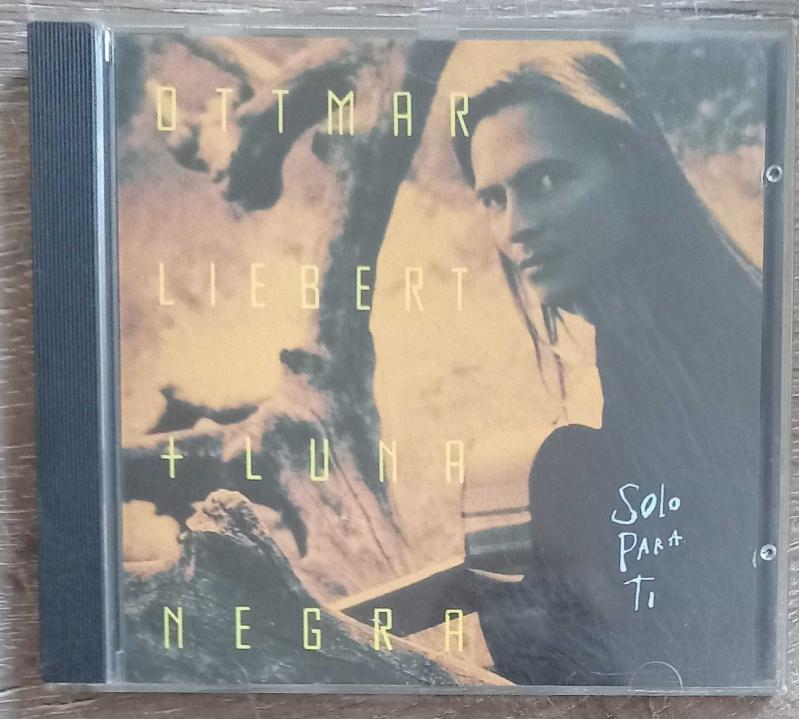 OTTMAR
LIEBERT
+ LUNA
NEGRA
SOLO
PARA
TI